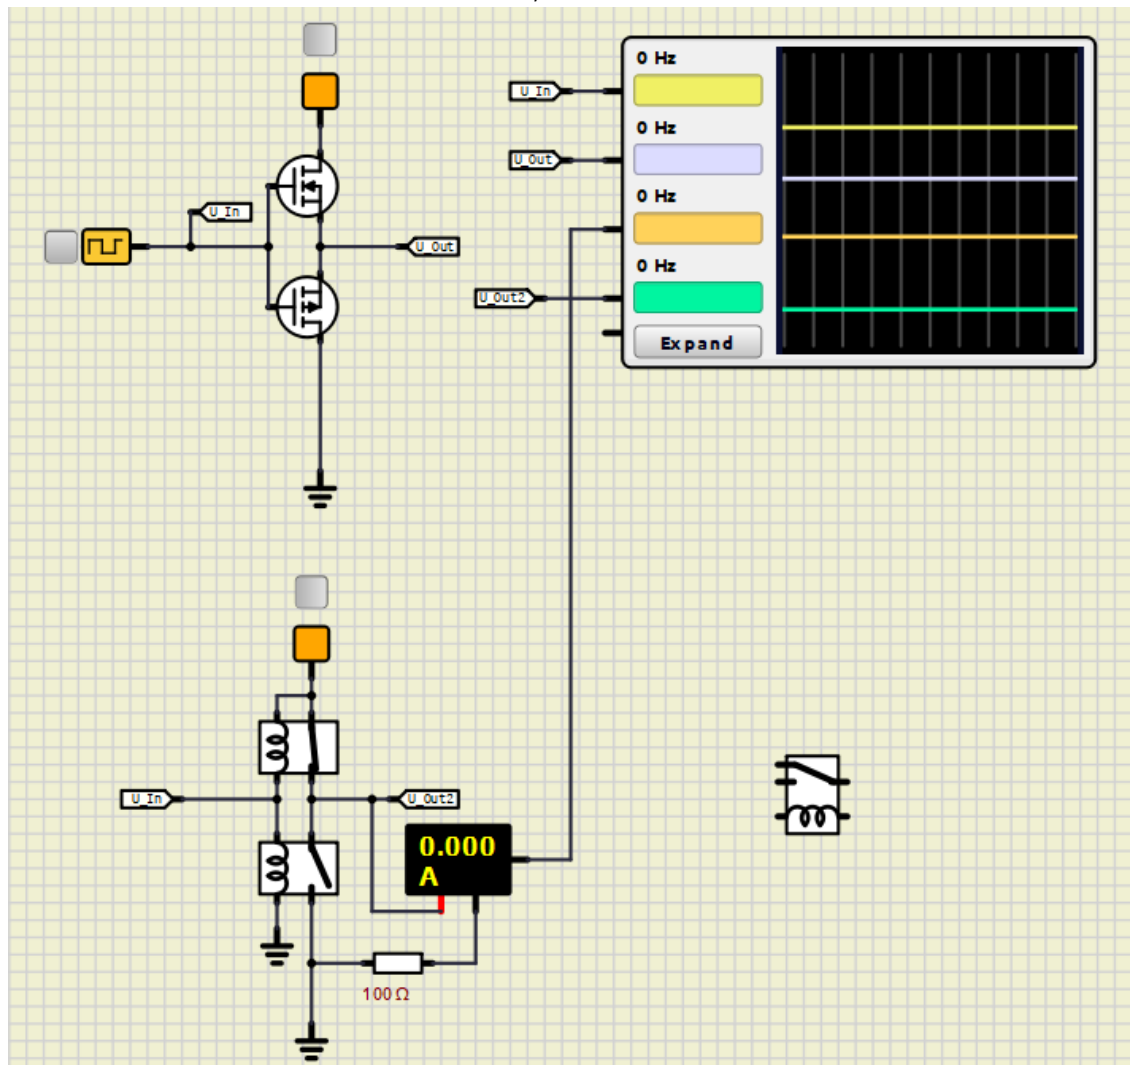 0 Hz
U_In
0 Hz
U_Out
0 Hz
U_In
U_Out
0 Hz
U_Out2
Expand
U_In
U_Out2
0.000
A
100 Ω